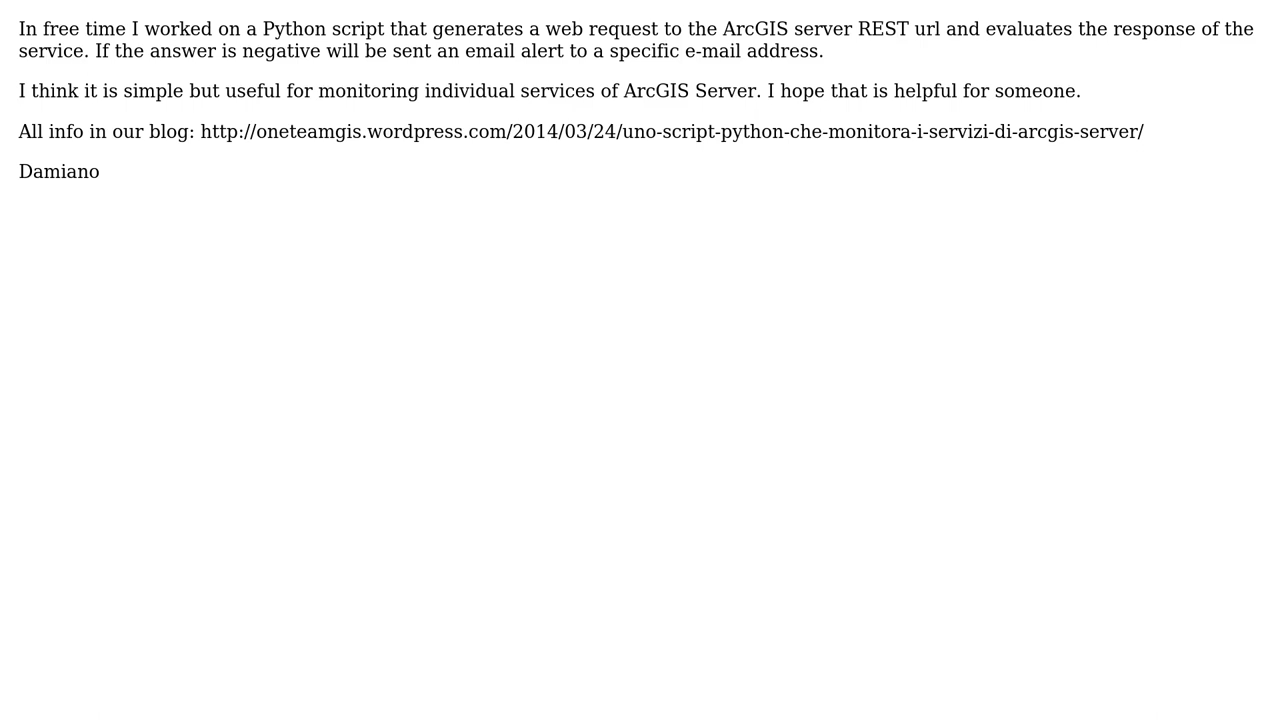 In free time I worked on a Python script that generates a web request to the ArcGIS server REST url and evaluates the response of the
service. If the answer is negative will be sent an email alert to a specific e-mail address.
I think it is simple but useful for monitoring individual services of ArcGIS Server. I hope that is helpful for someone.
All info in our blog: http://oneteamgis.wordpress.com/2014/03/24/uno-script-python-che-monitora-i-servizi-di-arcgis-server/
Damiano